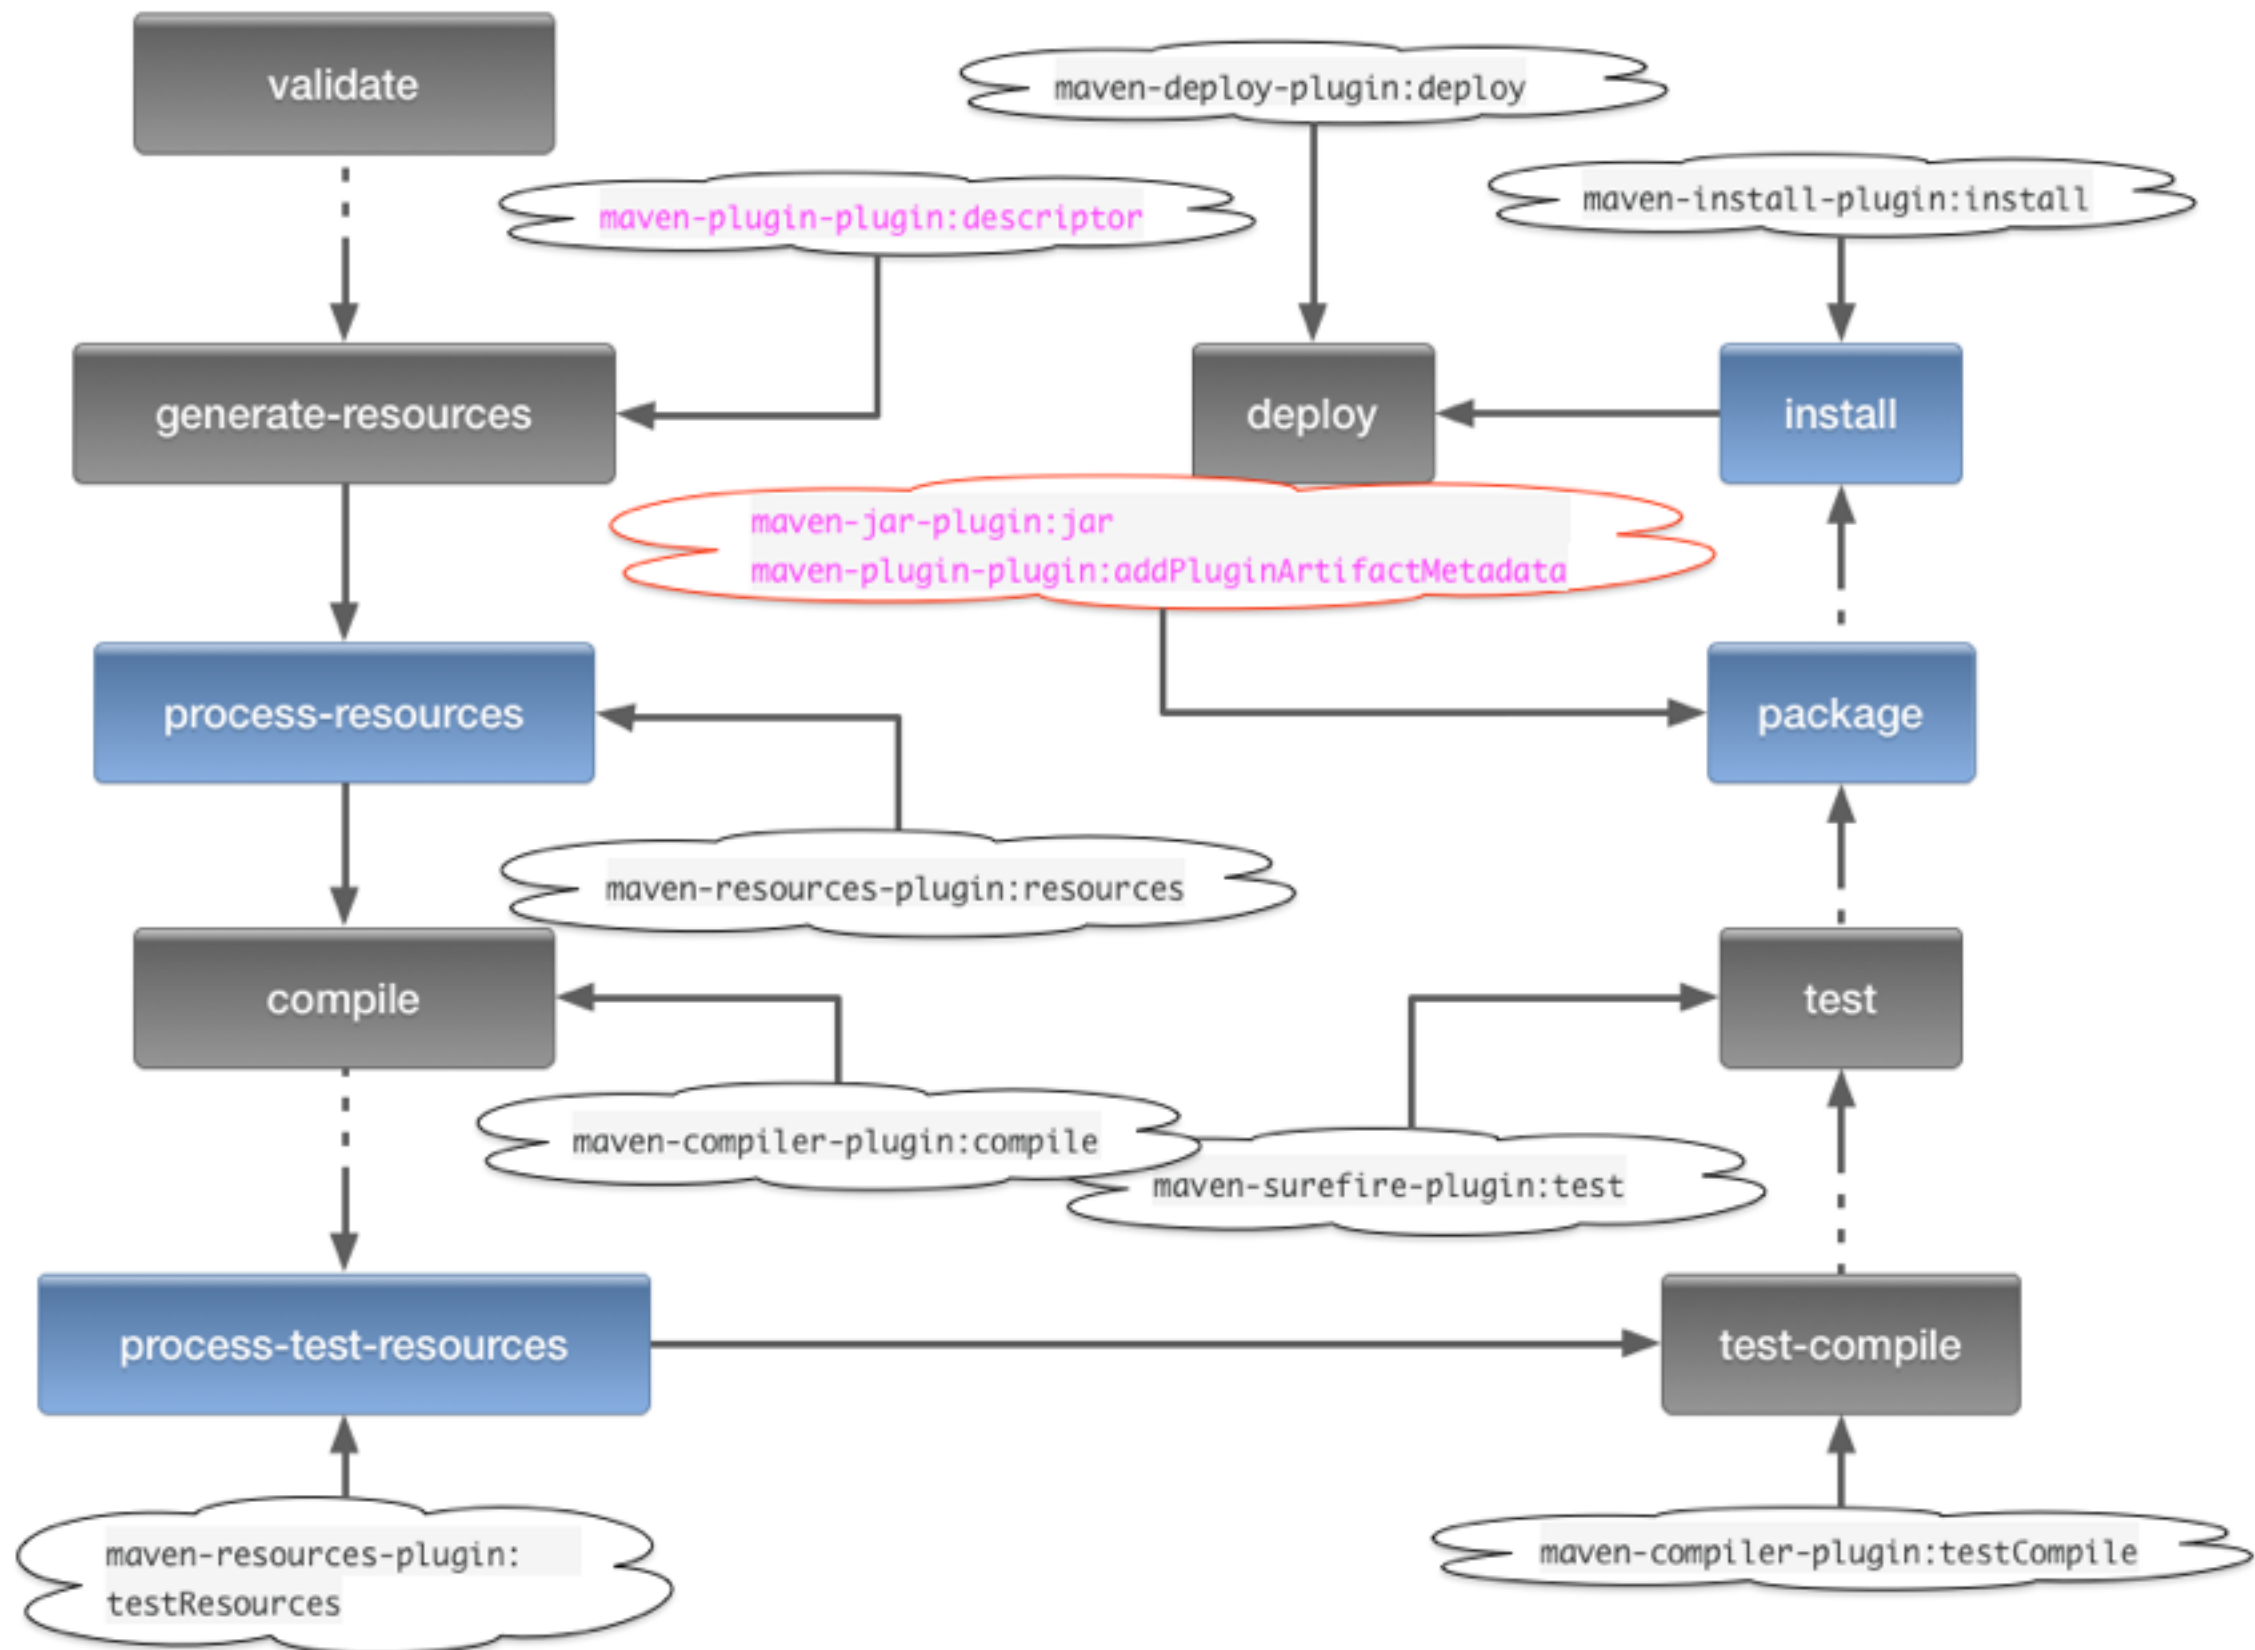 validate
maven-deploy-plugin:deploy
maven-install-plugin:install
maven-plugin-plugin:descriptor
generate-resources
deploy
install
maven-jar-plugin:jar
maven-plugin-plugin:addPluginArtifactMetadata
process-resources
package
maven-resources-plugin:resources
compile
test
maven-compiler-plugin:compile
maven-surefire-plugin:test
process-test-resources
test-compile
maven-resources-plugin:
testResources
maven-compiler-plugin:testCompile